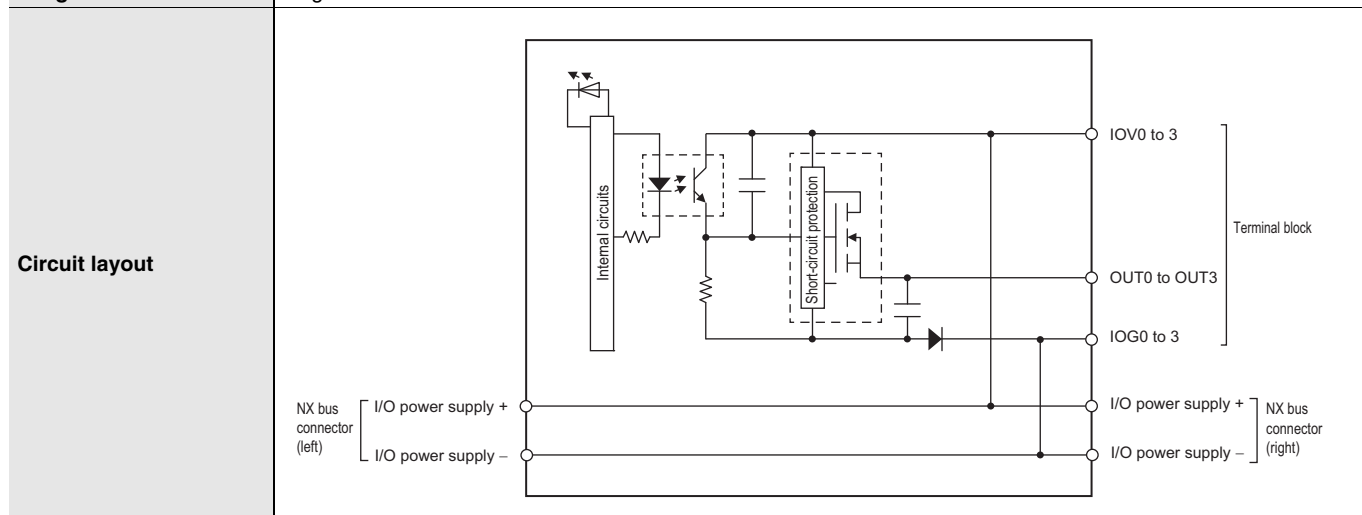 Circuit layout
Internal circuits
Short-circuit protection
IOV0 to 3
Terminal block
OUT0 to OUT3
IOG0 to 3
NX bus
connector
(left)
I/O power supply +
I/O power supply –
I/O power supply +
I/O power supply –
NX bus
connector
(right)